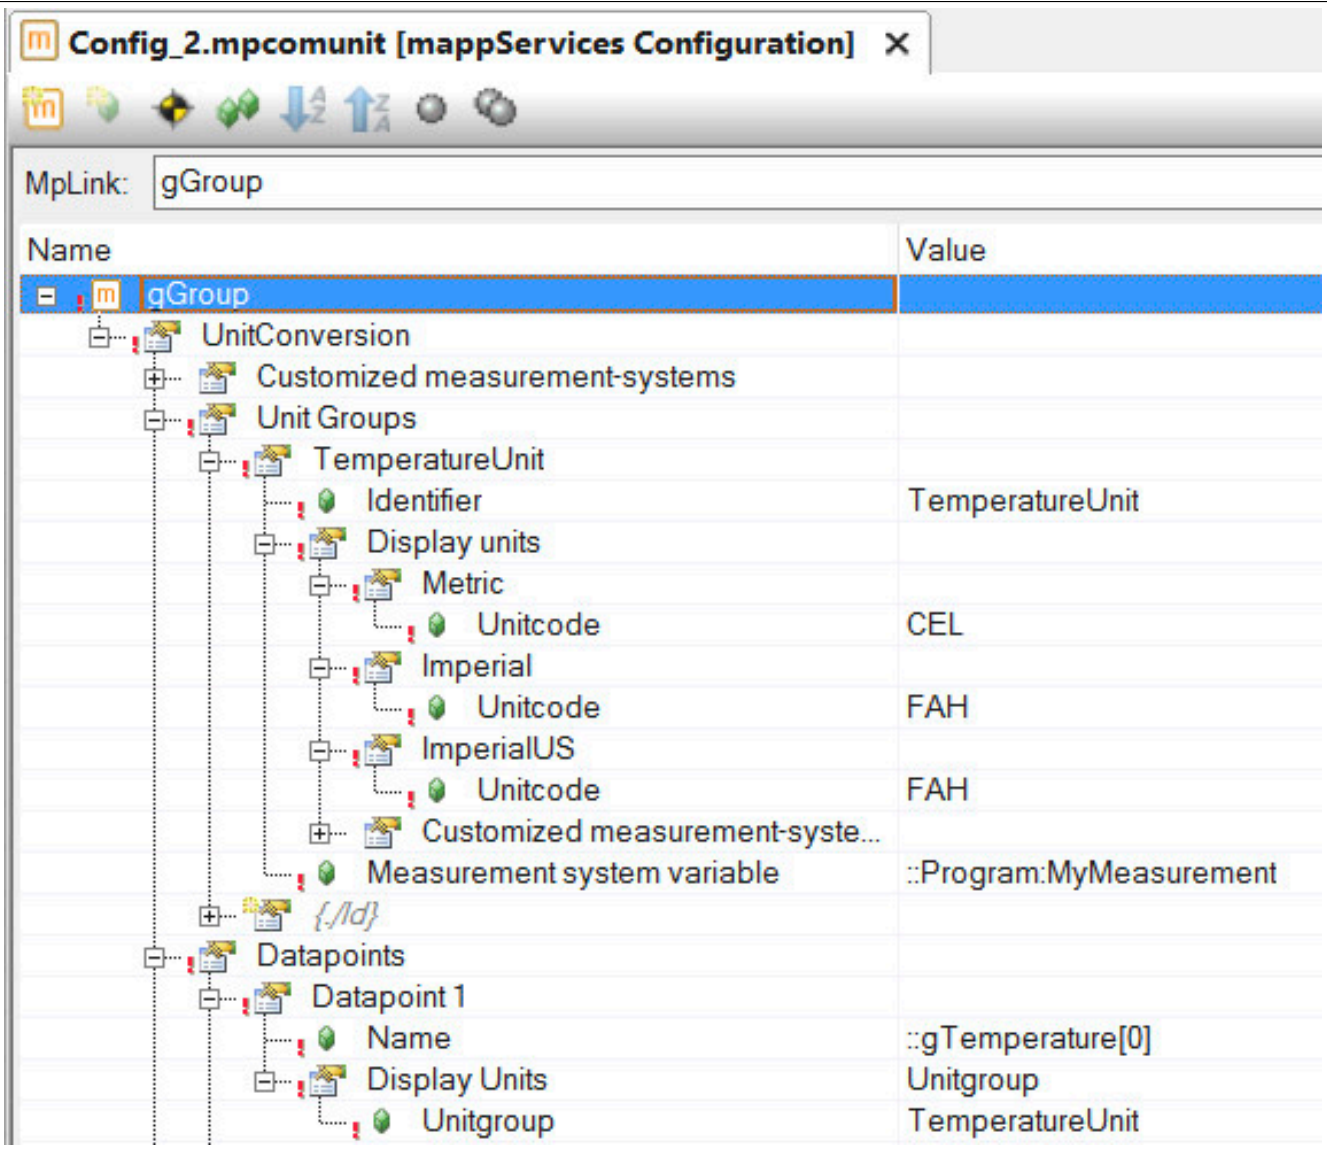 Config_2.mpcomunit [mappServices Configuration]
MpLink: gGroup
Name Value
gGroup
UnitConversion
Customized measurement-systems
Unit Groups
TemperatureUnit
Identifier TemperatureUnit
Display units
Metric
Unitcode CEL
Imperial
Unitcode FAH
ImperialUS
Unitcode FAH
Customized measurement-syste...
Measurement system variable ::Program:MyMeasurement
{./Id}
Datapoints
Datapoint 1
Name ::gTemperature[0]
Display Units Unitgroup
Unitgroup TemperatureUnit